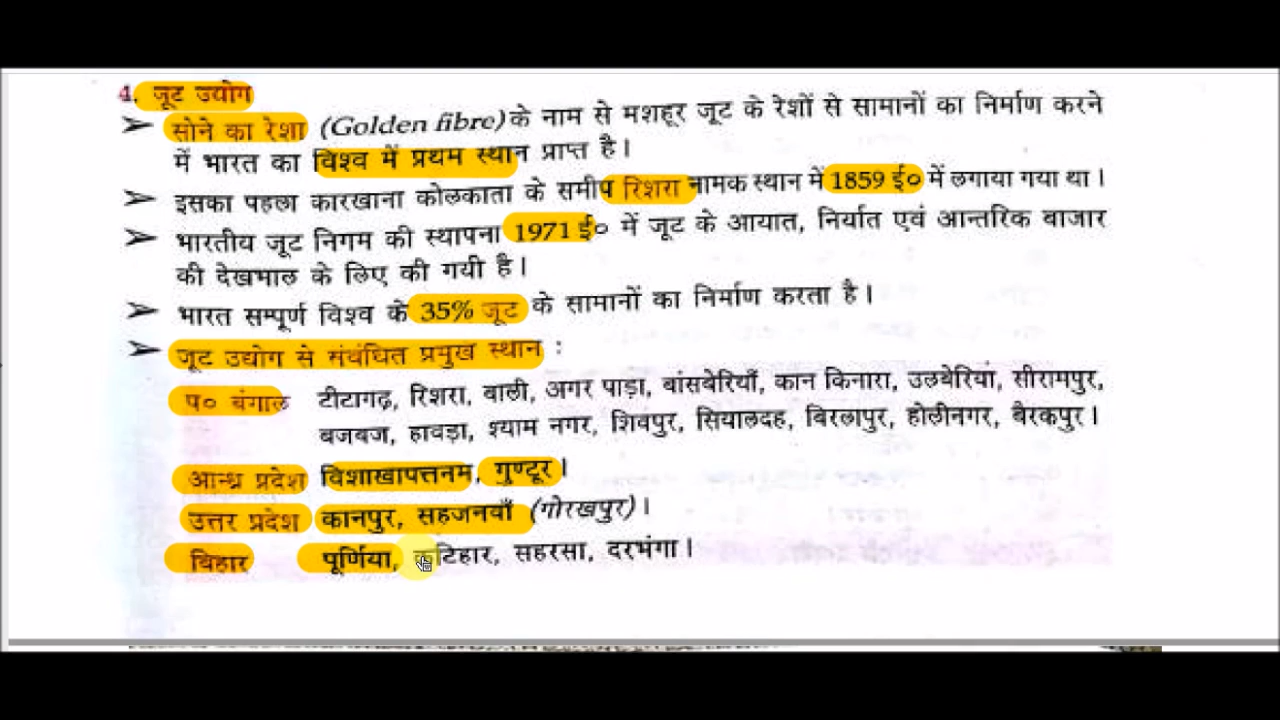 4. जूट उद्योग
➤ सोने का रेशा (Golden fibre) के नाम से मशहूर जूट के रेशों से सामानों का निर्माण करने
में भारत का विश्व में प्रथम स्थान प्राप्त है।
➤ इसका पहला कारखाना कोलकाता के समीप रिशरा नामक स्थान में 1859 ई० में लगाया गया था।
➤ भारतीय जूट निगम की स्थापना 1971 ई० में जूट के आयात, निर्यात एवं आन्तरिक बाजार
की देखभाल के लिए की गयी है।
➤ भारत सम्पूर्ण विश्व के 35% जूट के सामानों का निर्माण करता है।
➤ जूट उद्योग से संबंधित प्रमुख स्थान :
प० बंगाल टीटागढ़, रिशरा, बाली, अगर पाड़ा, बांसबेरियाँ, कान किनारा, उलबेरियां, सीरामपुर,
बजबज, हावड़ा, श्याम नगर, शिवपुर, सियालदह, बिरलापुर, होलीनगर, बैरकपुर।
आन्ध्र प्रदेश विशाखापत्तनम, गुण्टूर।
उत्तर प्रदेश कानपुर, सहजनवाँ (गोरखपुर)।
बिहार पूर्णिया, कटिहार, सहरसा, दरभंगा।